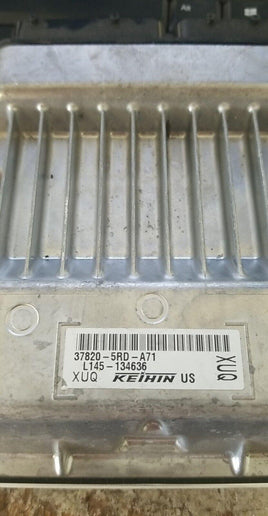 37820-5RD-A71
L145-134636
XUQ KEIHIN US
XUQ